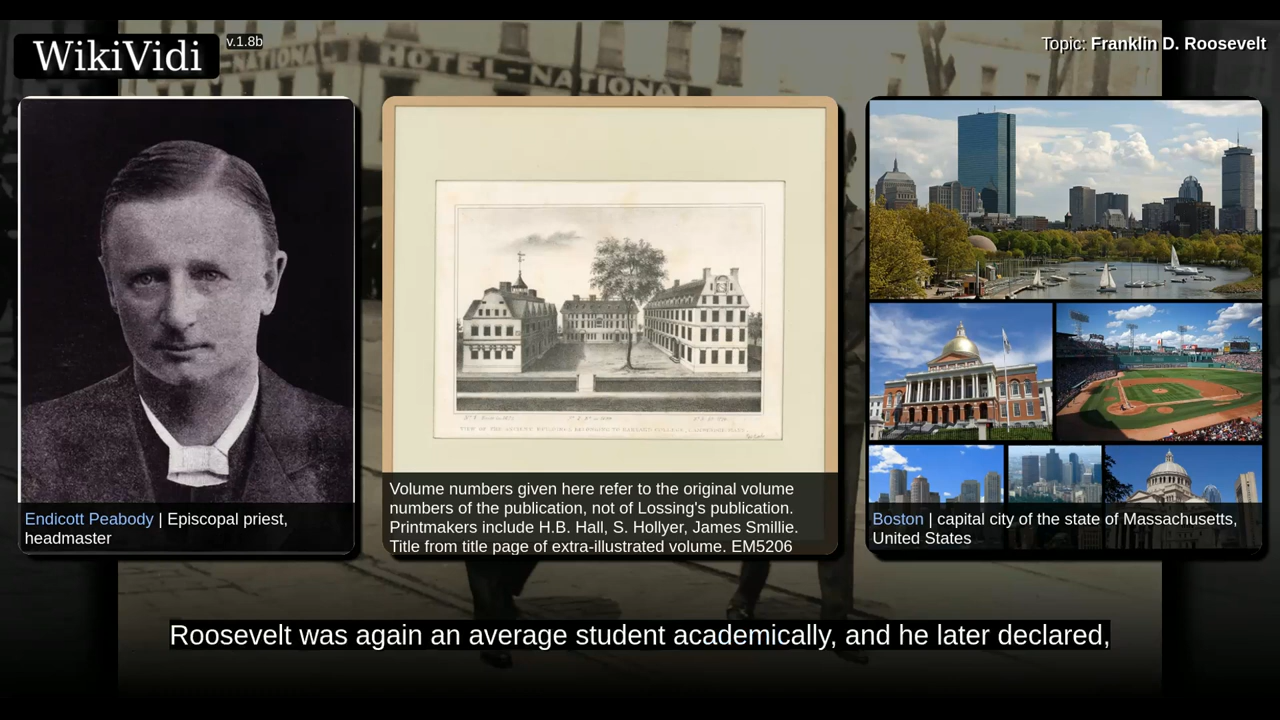 WikiVidi
v.1.8b
Topic: Franklin D. Roosevelt
-NATIONAL
HOTEL-NATIONAL
Endicott Peabody | Episcopal priest,
headmaster
Volume numbers given here refer to the original volume
numbers of the publication, not of Lossing's publication.
Printmakers include H.B. Hall, S. Hollyer, James Smillie.
Title from title page of extra-illustrated volume. EM5206
Boston | capital city of the state of Massachusetts,
United States
Roosevelt was again an average student academically, and he later declared,